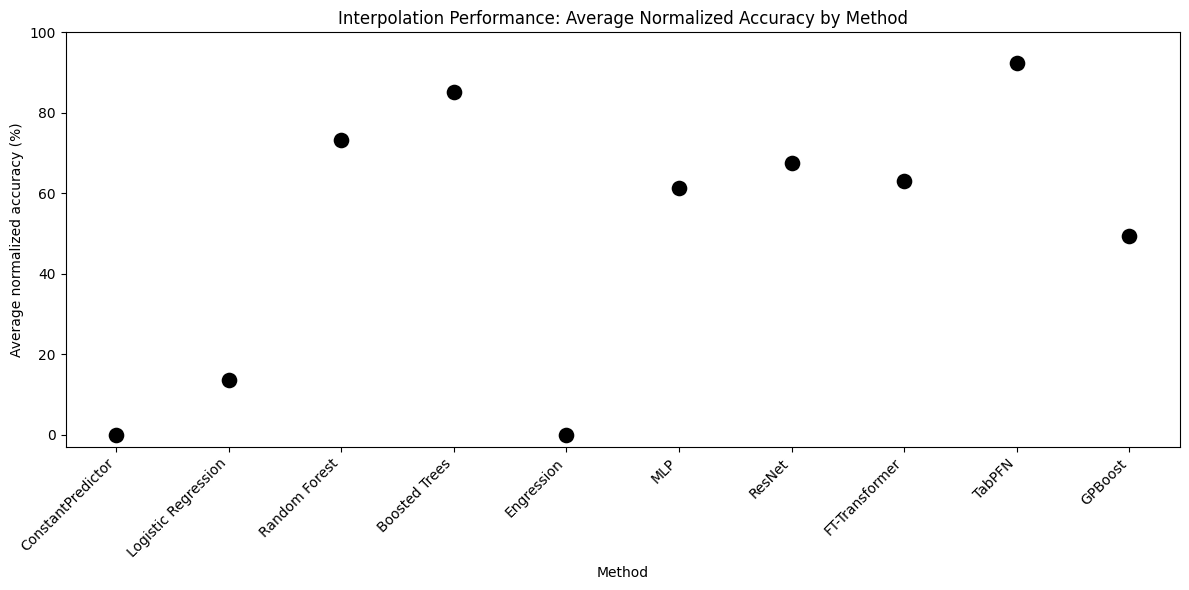 Interpolation Performance: Average Normalized Accuracy by Method
Average normalized accuracy (%)
100
80
60
40
20
0
ConstantPredictor
Logistic Regression
Random Forest
Boosted Trees
Engression
MLP
ResNet
FT-Transformer
TabPFN
GPBoost
Method